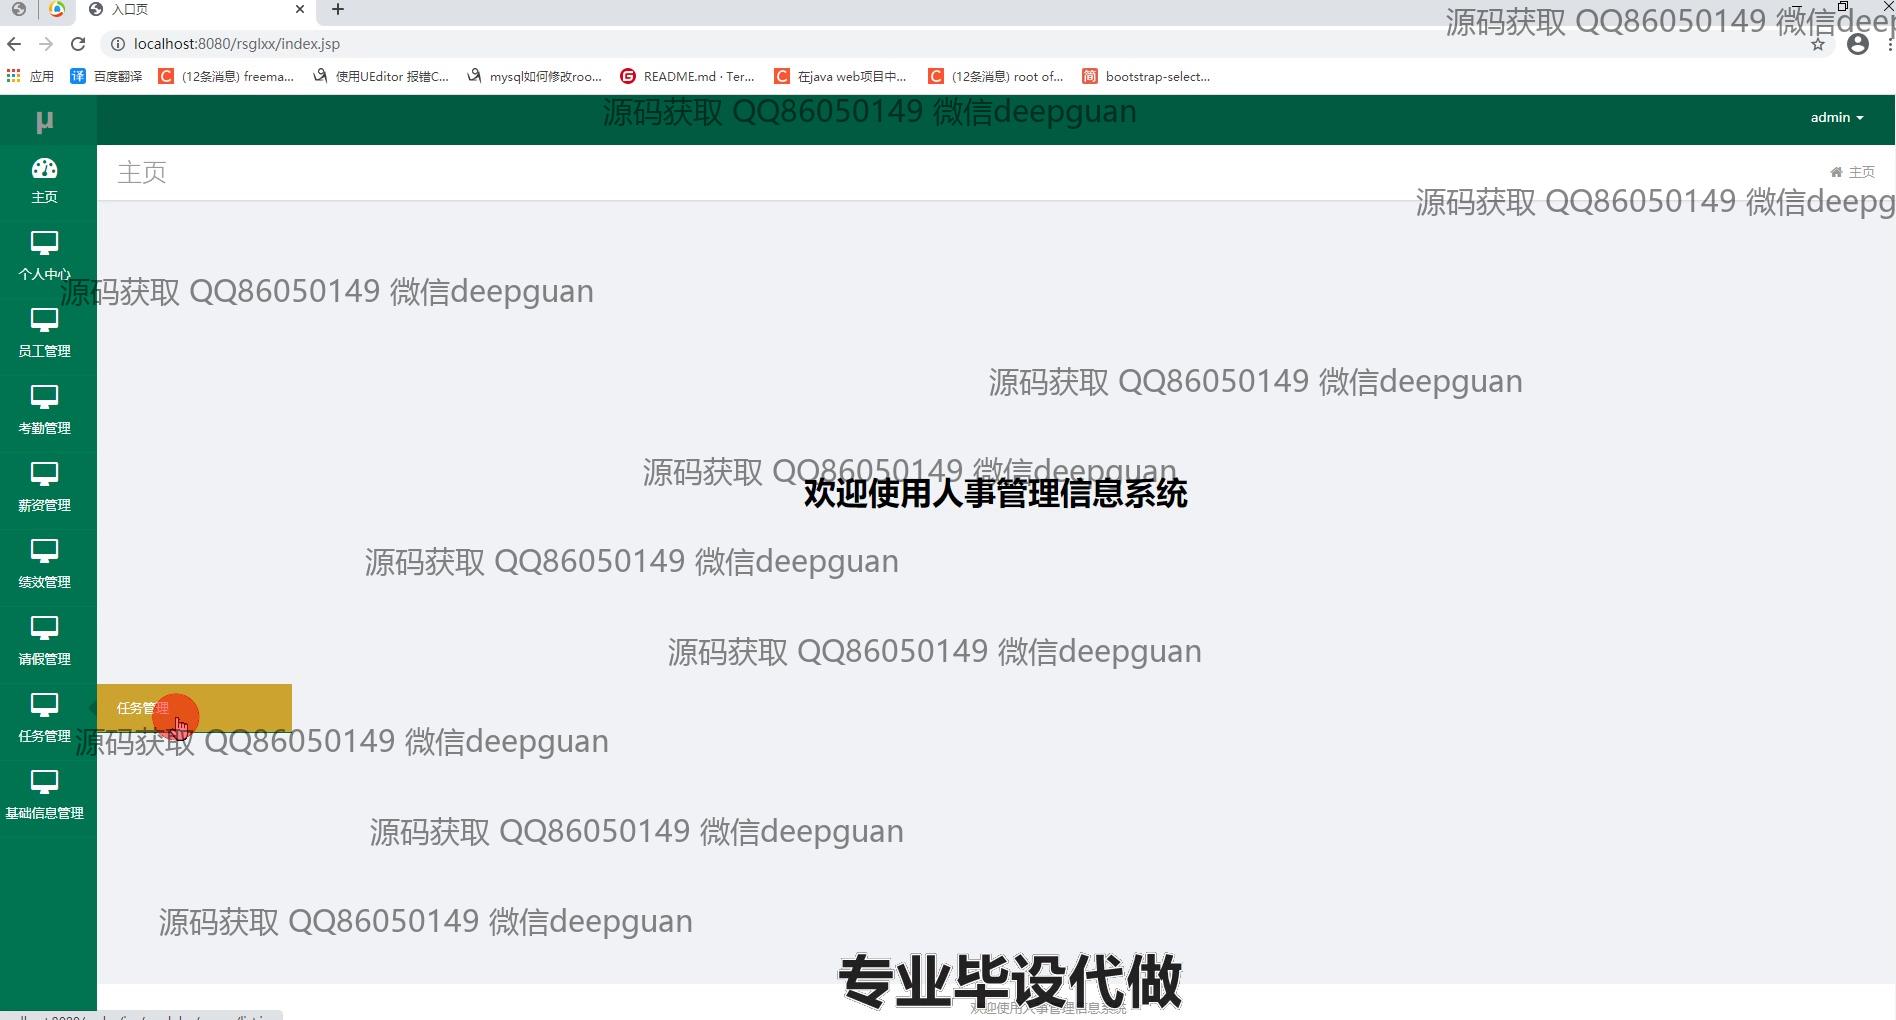 入口页
源码获取 QQ86050149 微信deep
localhost:8080/rsglxx/index.jsp
应用 百度翻译 (12条消息) freema... 使用UEditor 报错C... mysql如何修改roo... README.md · Ter... 在java web项目中... (12条消息) root of... bootstrap-select...
源码获取 QQ86050149 微信deepguan
μ
admin
主页
主页
主页
源码获取 QQ86050149 微信deepg
个人中心
源码获取 QQ86050149 微信deepguan
员工管理
源码获取 QQ86050149 微信deepguan
考勤管理
源码获取 QQ86050149 微信deepguan
欢迎使用人事管理信息系统
薪资管理
源码获取 QQ86050149 微信deepguan
绩效管理
源码获取 QQ86050149 微信deepguan
请假管理
任务管理
任务管理
源码获取 QQ86050149 微信deepguan
基础信息管理
源码获取 QQ86050149 微信deepguan
源码获取 QQ86050149 微信deepguan
专业毕设代做
欢迎使用人事管理信息系统